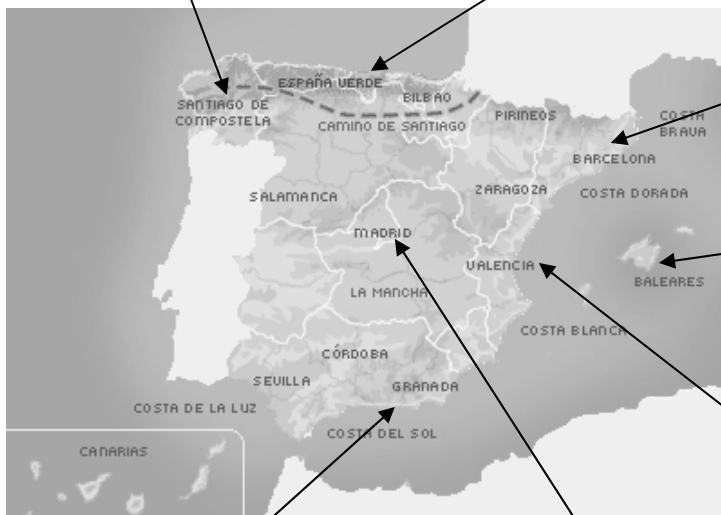 ESPAÑA VERDE
BILBAO
SANTIAGO DE
COMPOSTELA
CAMINO DE SANTIAGO
PIRINEOS
COSTA
BRAVA
BARCELONA
ZARAGOZA
COSTA DORADA
SALAMANCA
MADRID
VALENCIA
BALEARES
LA MANCHA
COSTA BLANCA
CÓRDOBA
SEVILLA
GRANADA
COSTA DE LA LUZ
COSTA DEL SOL
CANARIAS